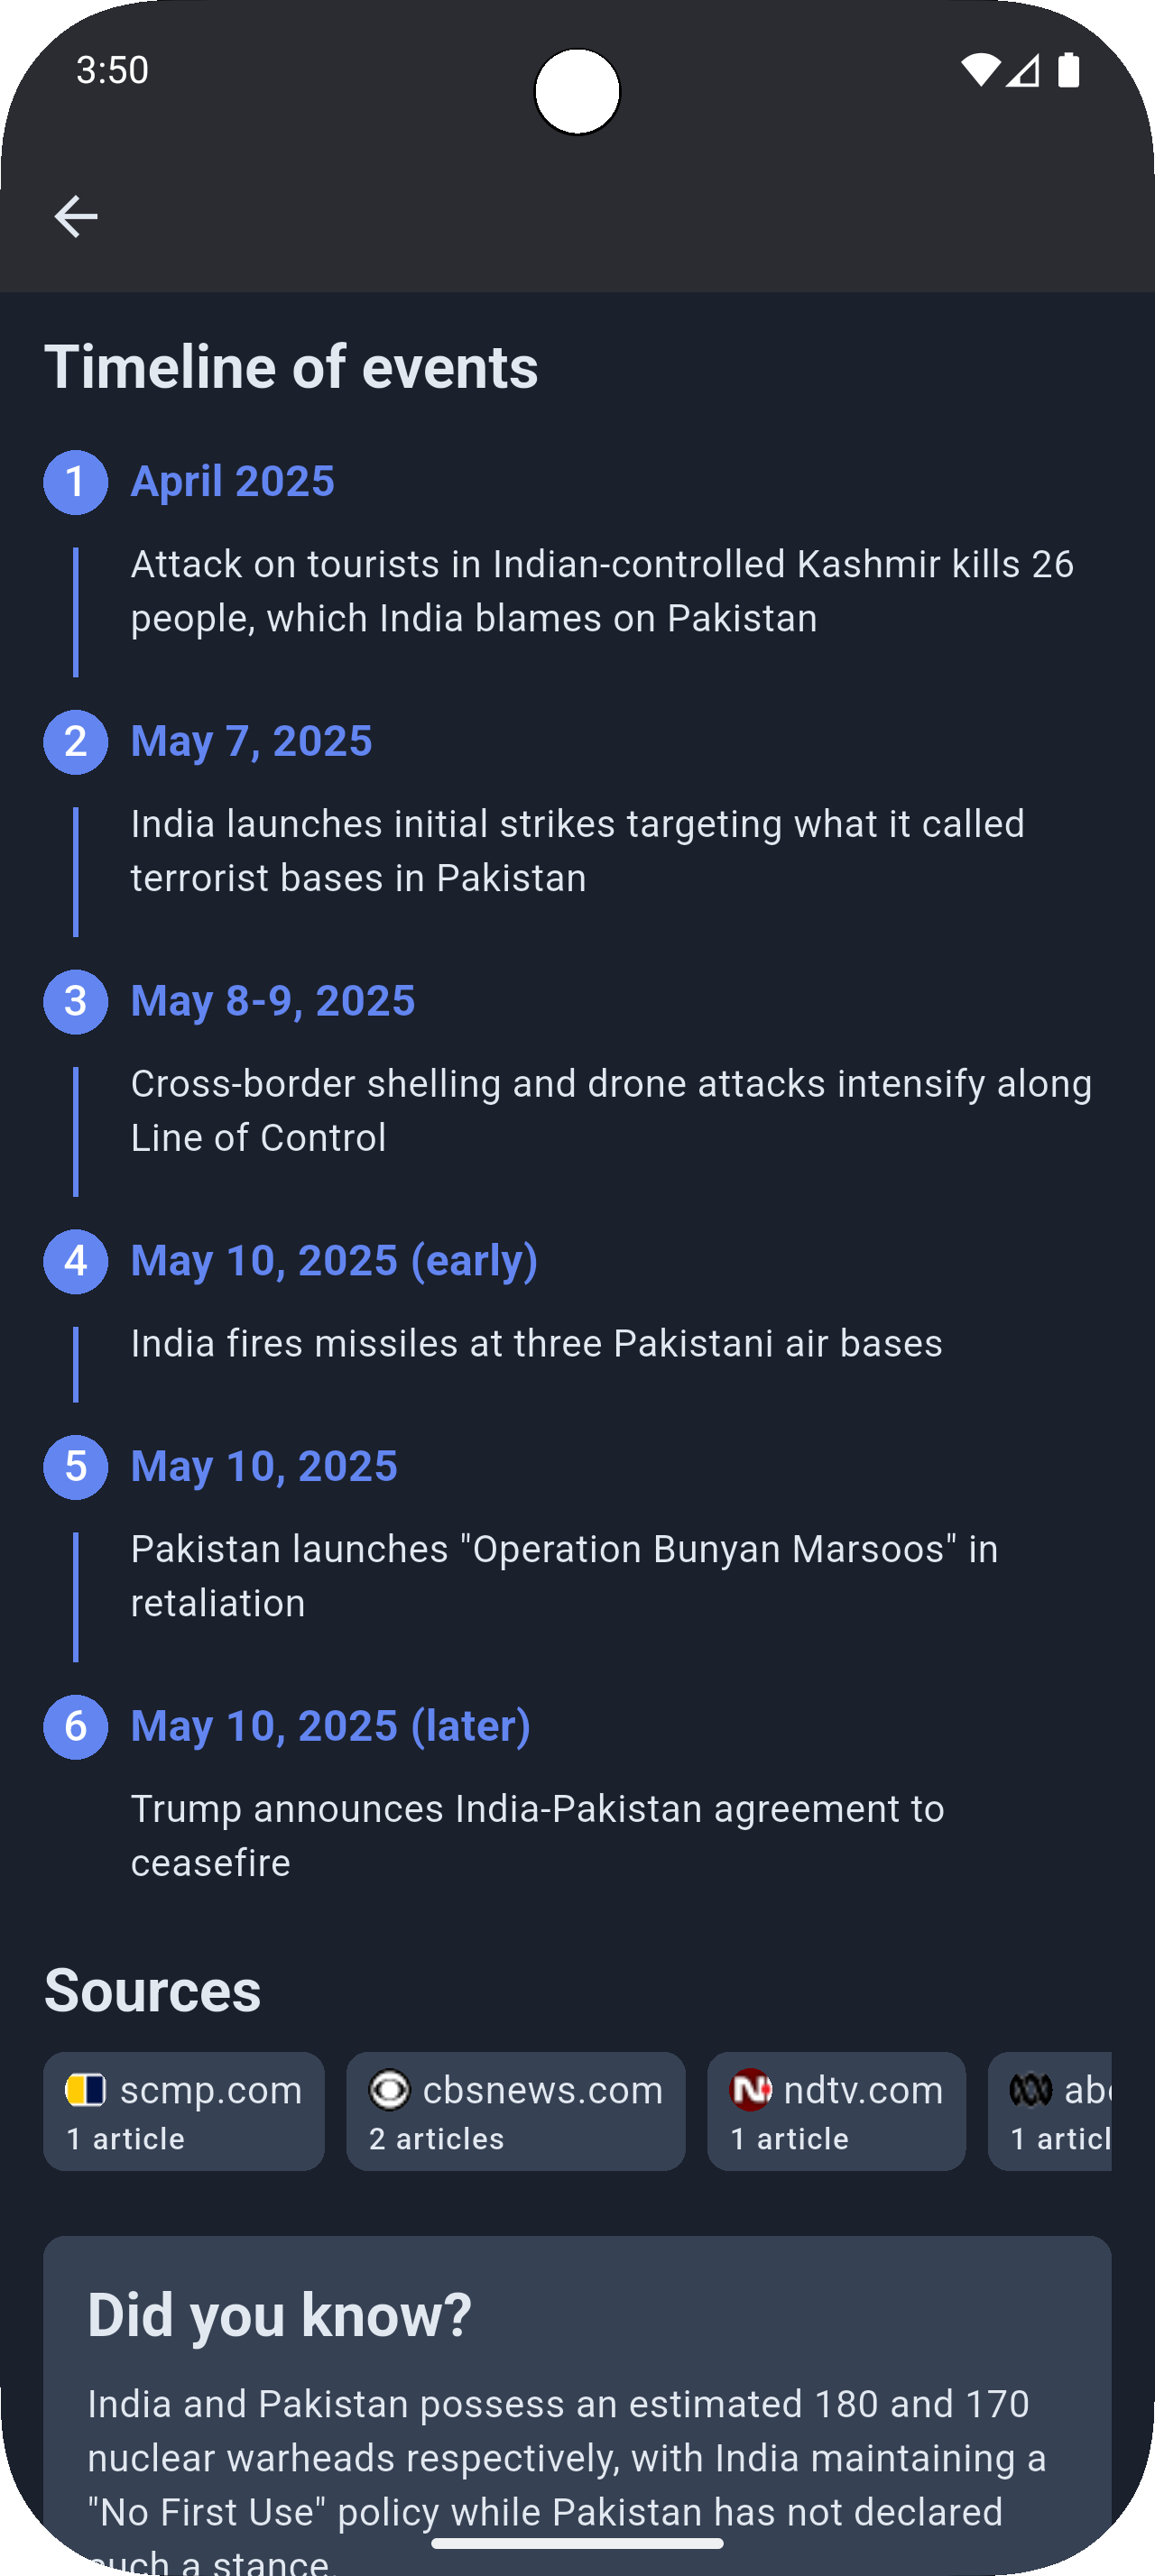 3:50
Timeline of events
1 April 2025
Attack on tourists in Indian-controlled Kashmir kills 26
people, which India blames on Pakistan
2 May 7, 2025
India launches initial strikes targeting what it called
terrorist bases in Pakistan
3 May 8-9, 2025
Cross-border shelling and drone attacks intensify along
Line of Control
4 May 10, 2025 (early)
India fires missiles at three Pakistani air bases
5 May 10, 2025
Pakistan launches "Operation Bunyan Marsoos" in
retaliation
6 May 10, 2025 (later)
Trump announces India-Pakistan agreement to
ceasefire
Sources
scmp.com
1 article
cbsnews.com
2 articles
ndtv.com
1 article
1
Did you know?
India and Pakistan possess an estimated 180 and 170
nuclear warheads respectively, with India maintaining a
"No First Use" policy while Pakistan has not declared
such a stance.